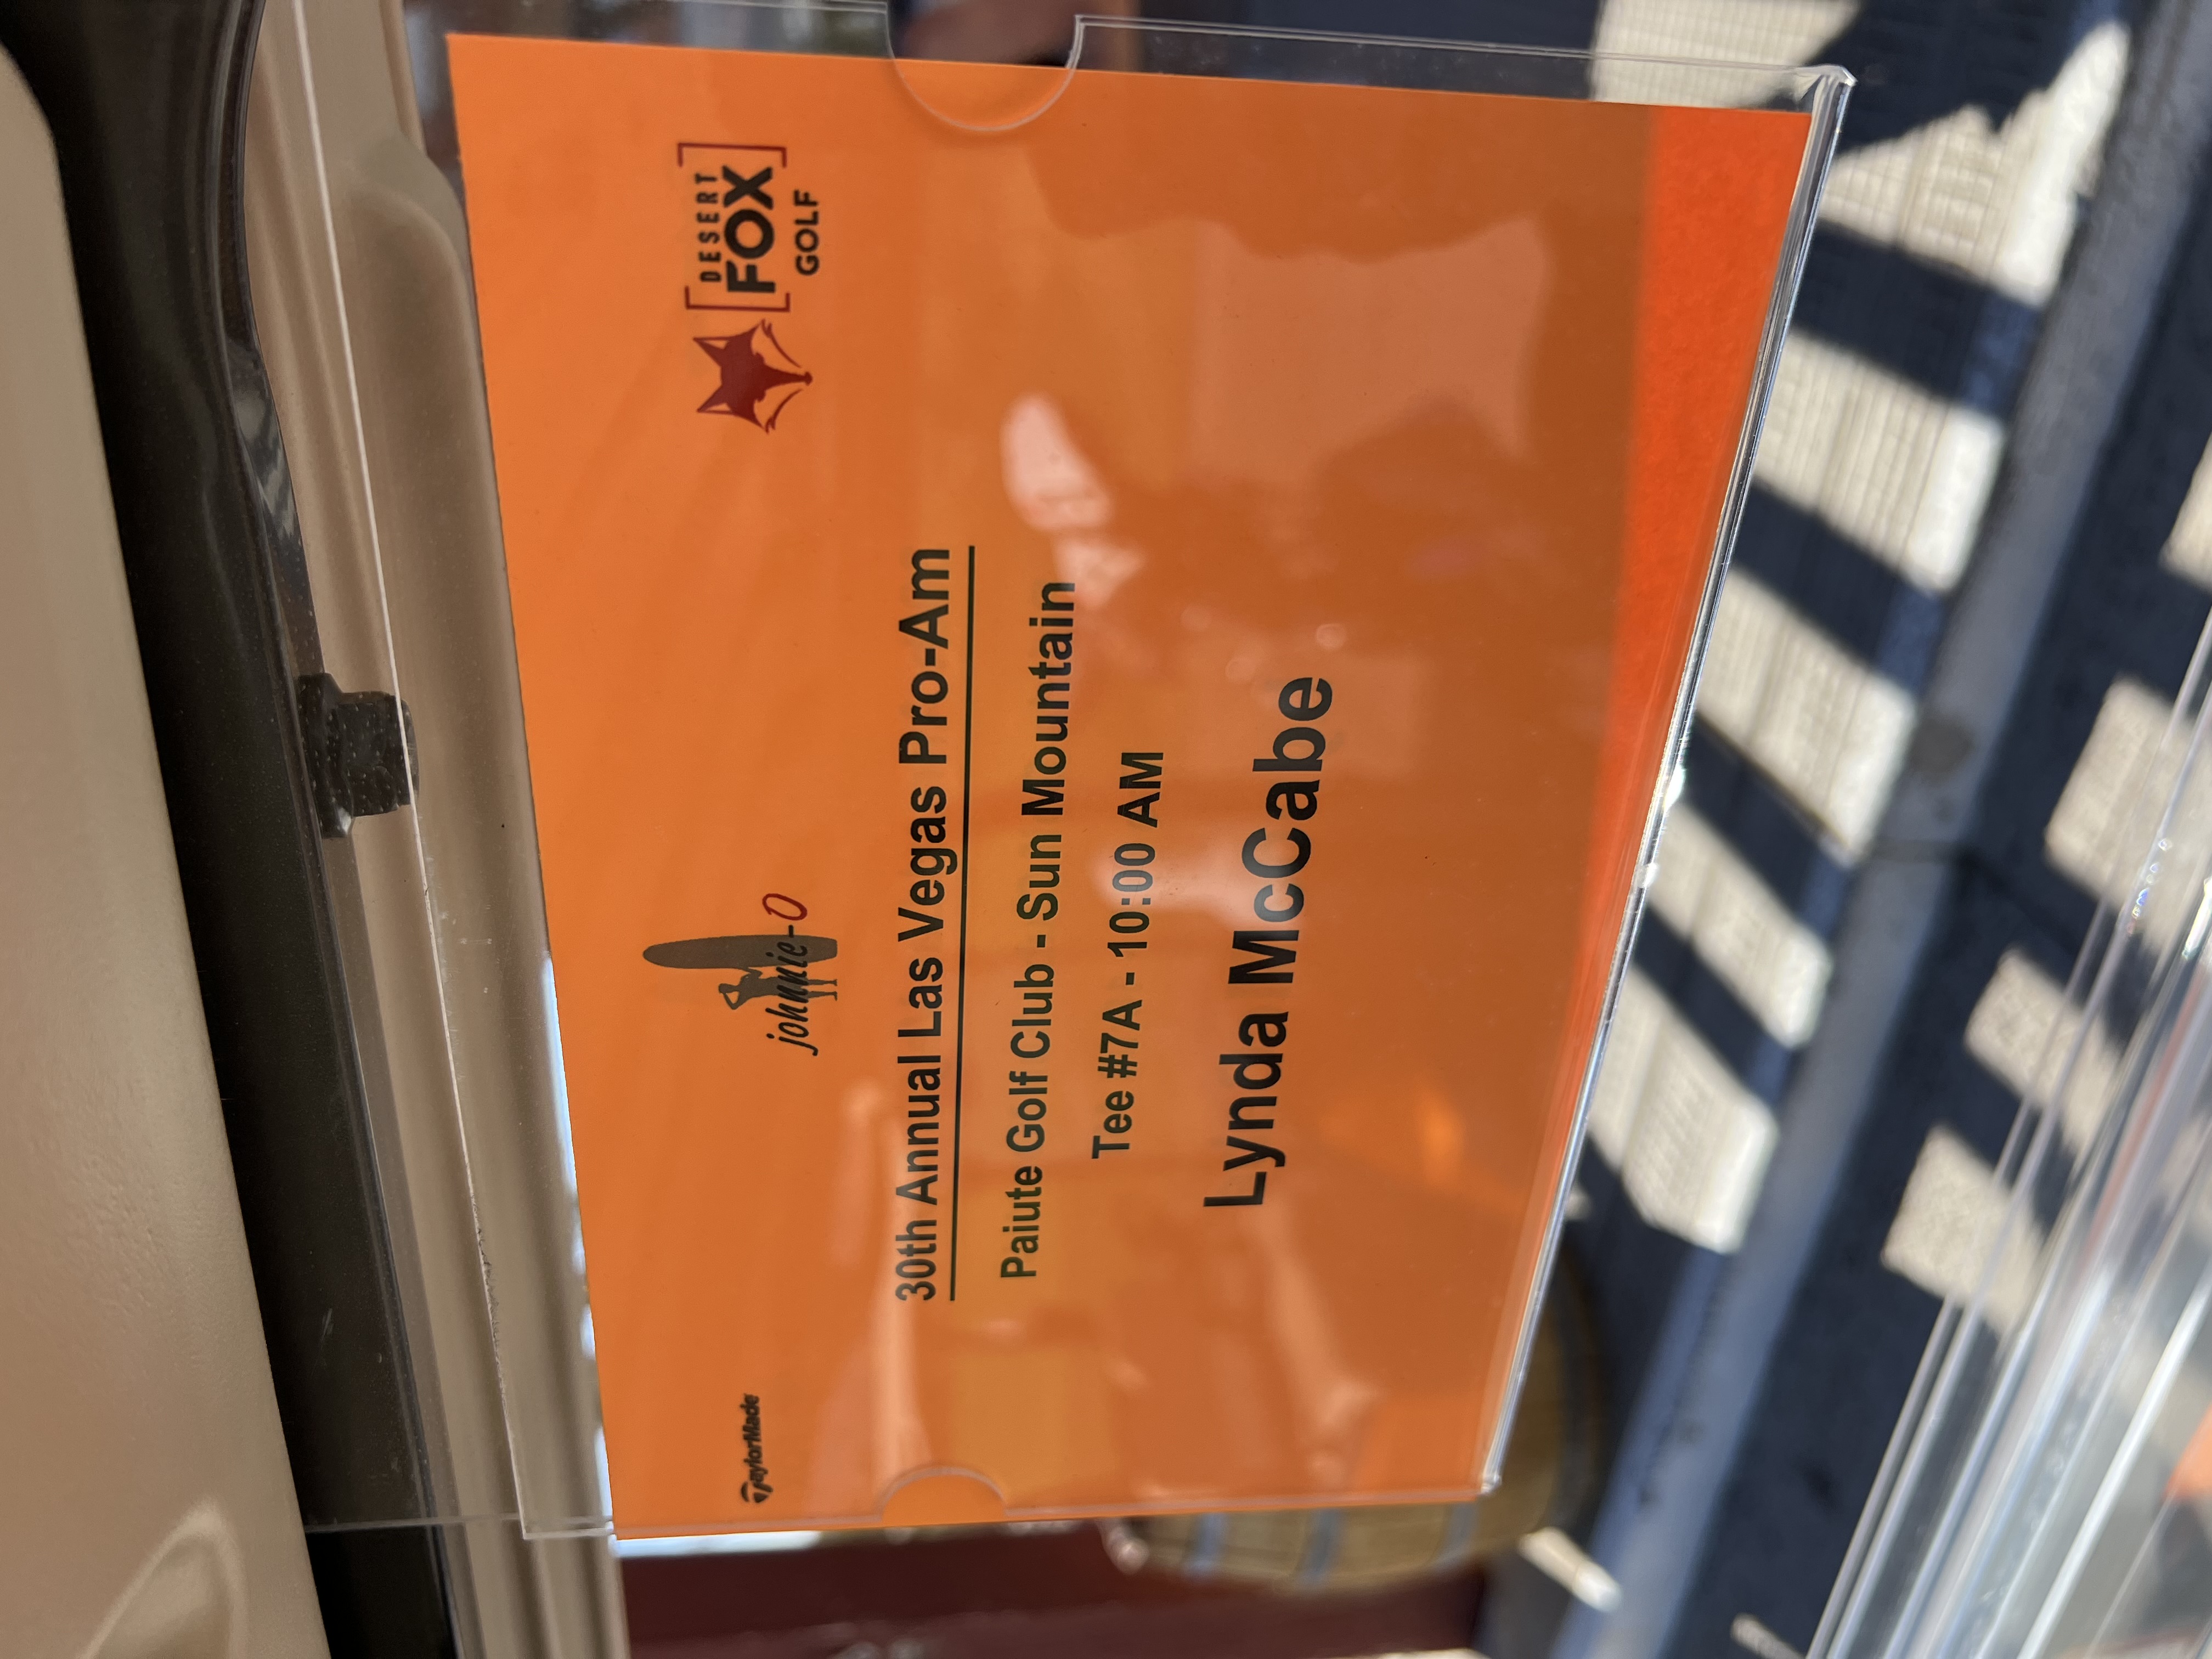 TaylorMade
johnnie-O
DESERT
FOX
GOLF
30th Annual Las Vegas Pro-Am
Paiute Golf Club - Sun Mountain
Tee #7A - 10:00 AM
Lynda McCabe